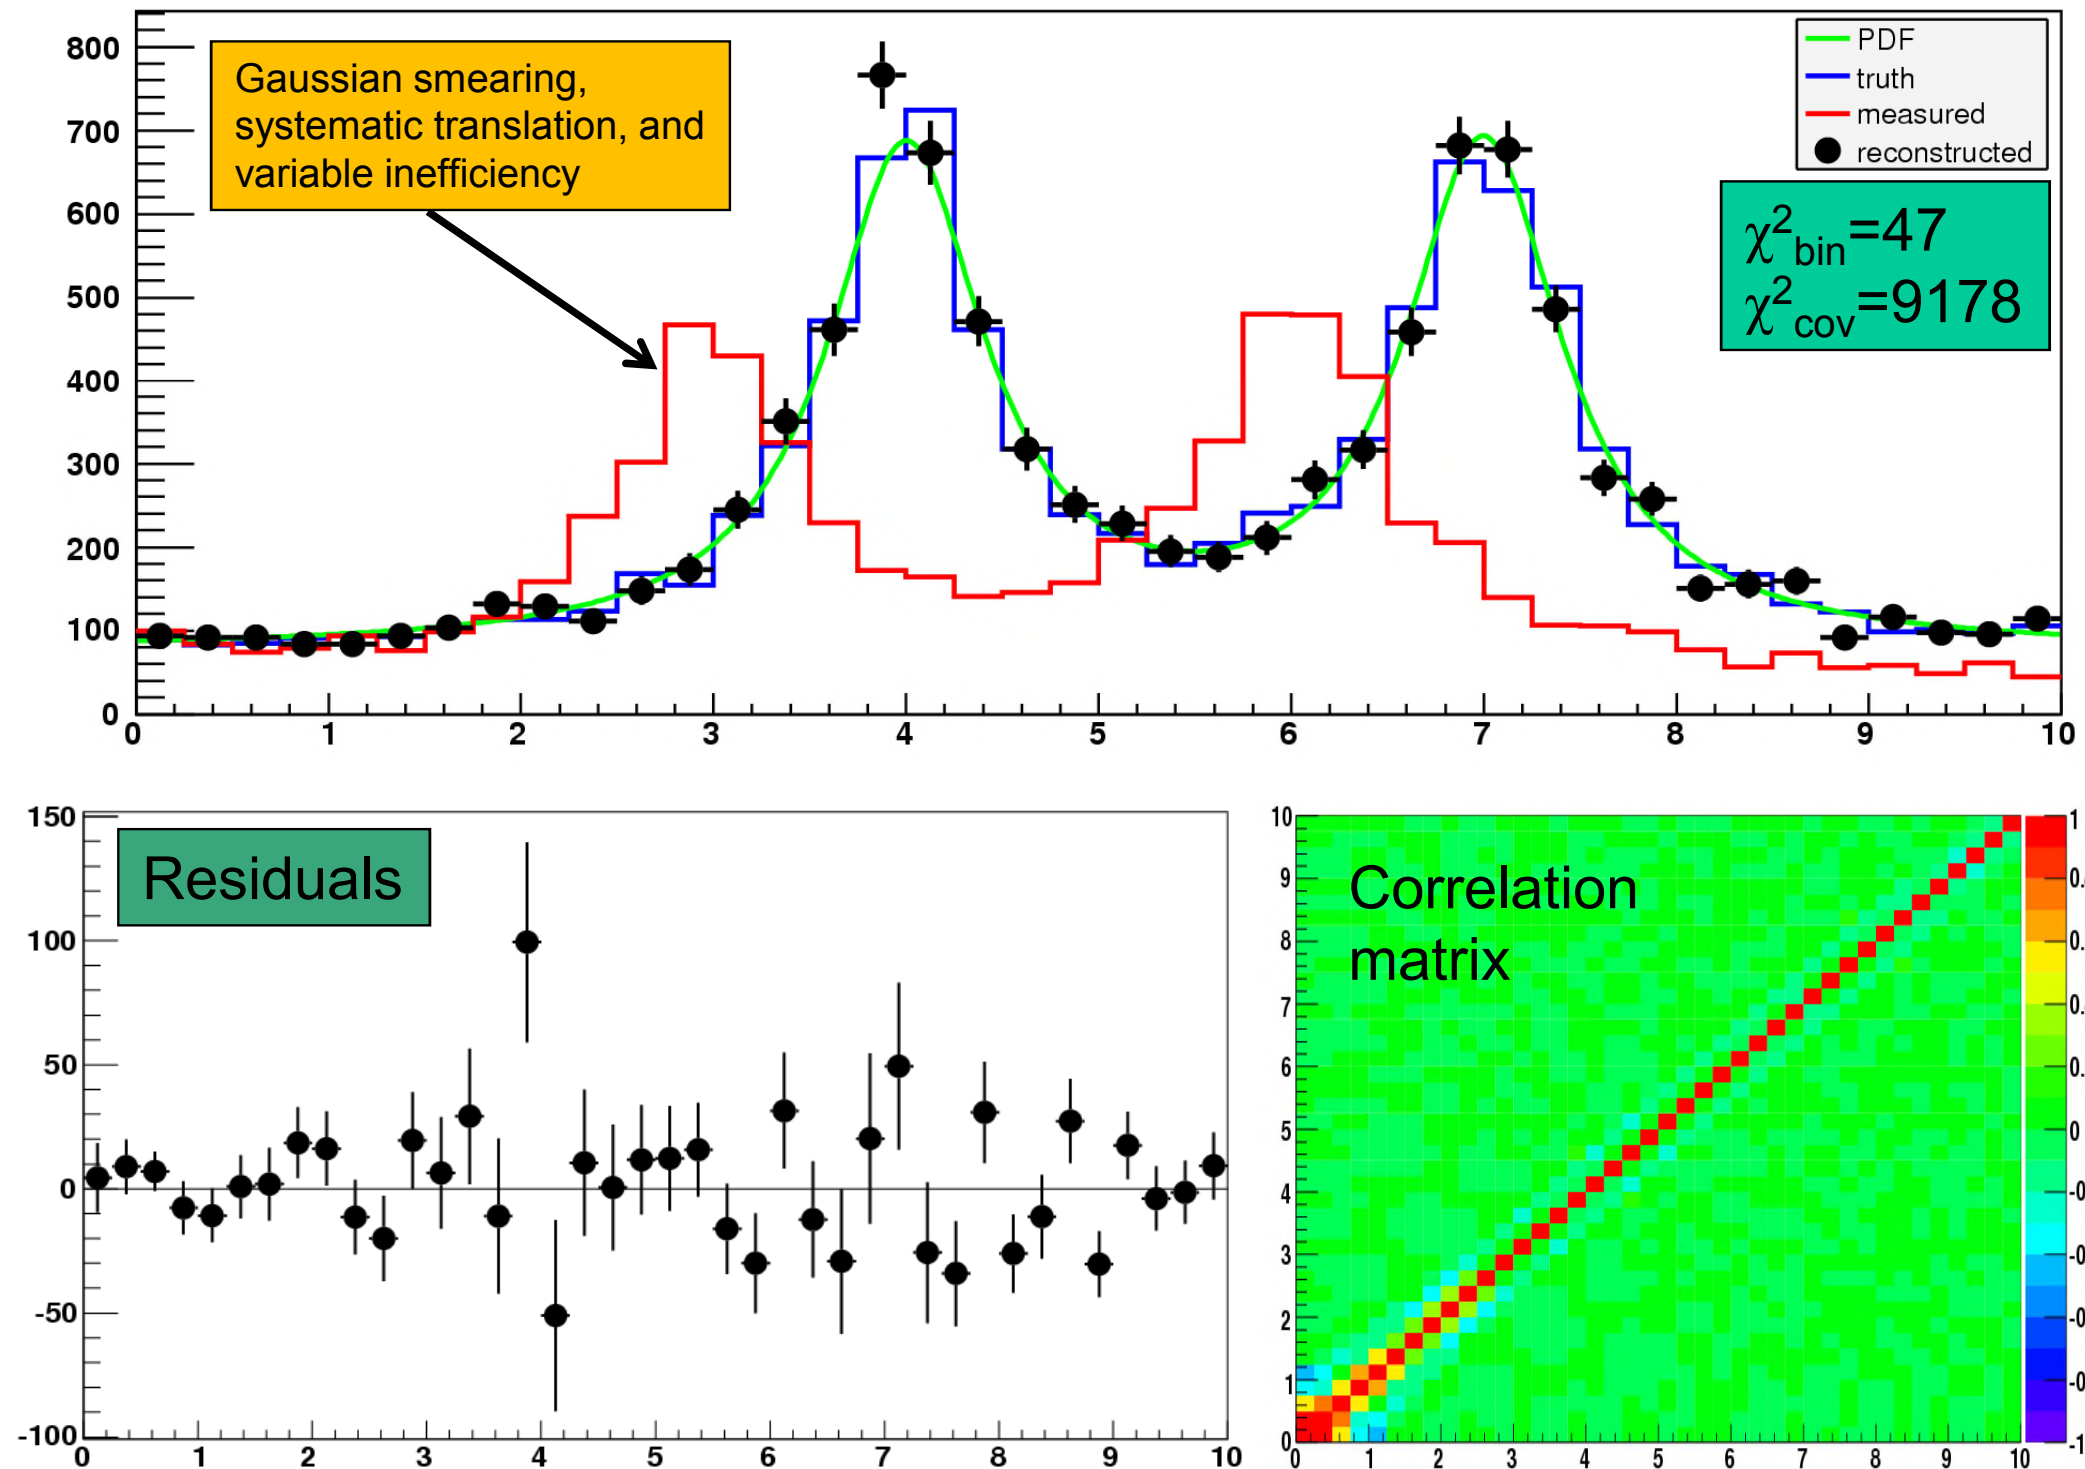 800
700
600
500
400
300
200
100
0
0 1 2 3 4 5 6 7 8 9 10
Gaussian smearing,
systematic translation, and
variable inefficiency
PDF
truth
measured
reconstructed
χ²bin=47
χ²cov=9178
150
100
50
0
-50
-100
0 1 2 3 4 5 6 7 8 9 10
Residuals
10
9
8
7
6
5
4
3
2
1
0
0 1 2 3 4 5 6 7 8 9 10
Correlation
matrix
1
0
-1